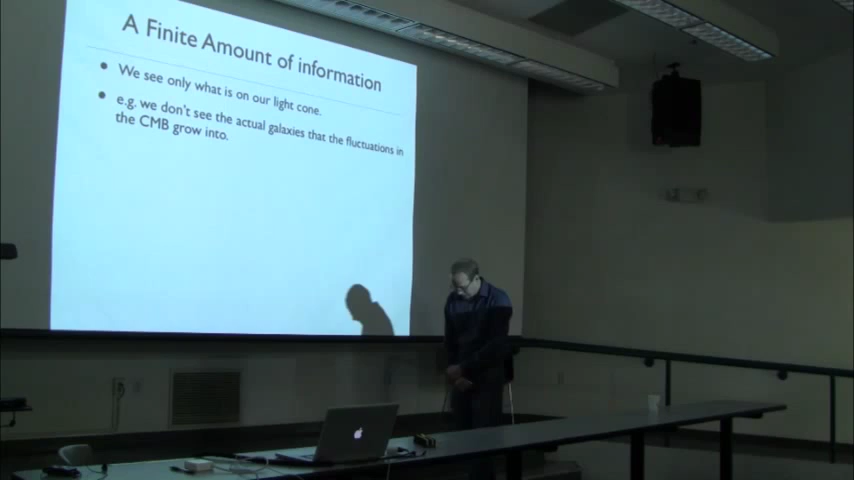 A Finite Amount of information
• We see only what is on our light cone.
• e.g. we don't see the actual galaxies that the fluctuations in
the CMB grow into.